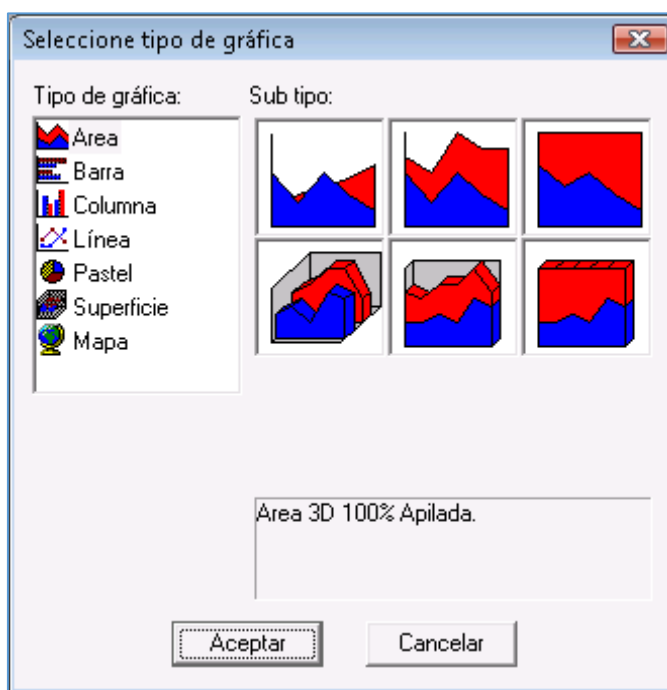 Seleccione tipo de gráfica
Tipo de gráfica:
Sub tipo:
Area
Barra
Columna
Línea
Pastel
Superficie
Mapa
Area 3D 100% Apilada.
Aceptar
Cancelar